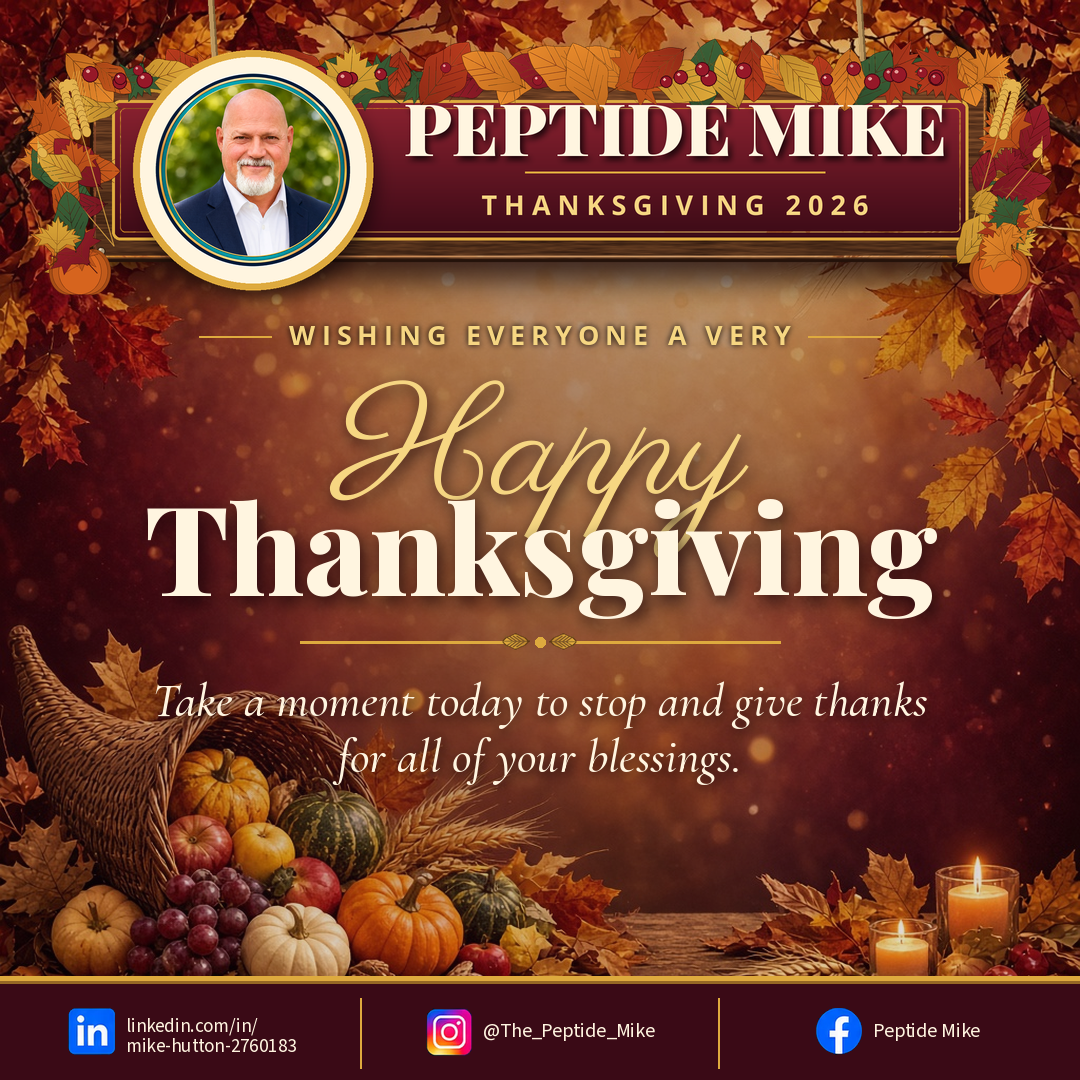 PEPTIDE MIKE
THANKSGIVING 2026
WISHING EVERYONE A VERY
Happy
Thanksgiving
Take a moment today to stop and give thanks
for all of your blessings.
linkedin.com/in/
mike-hutton-2760183
@The_Peptide_Mike
Peptide Mike